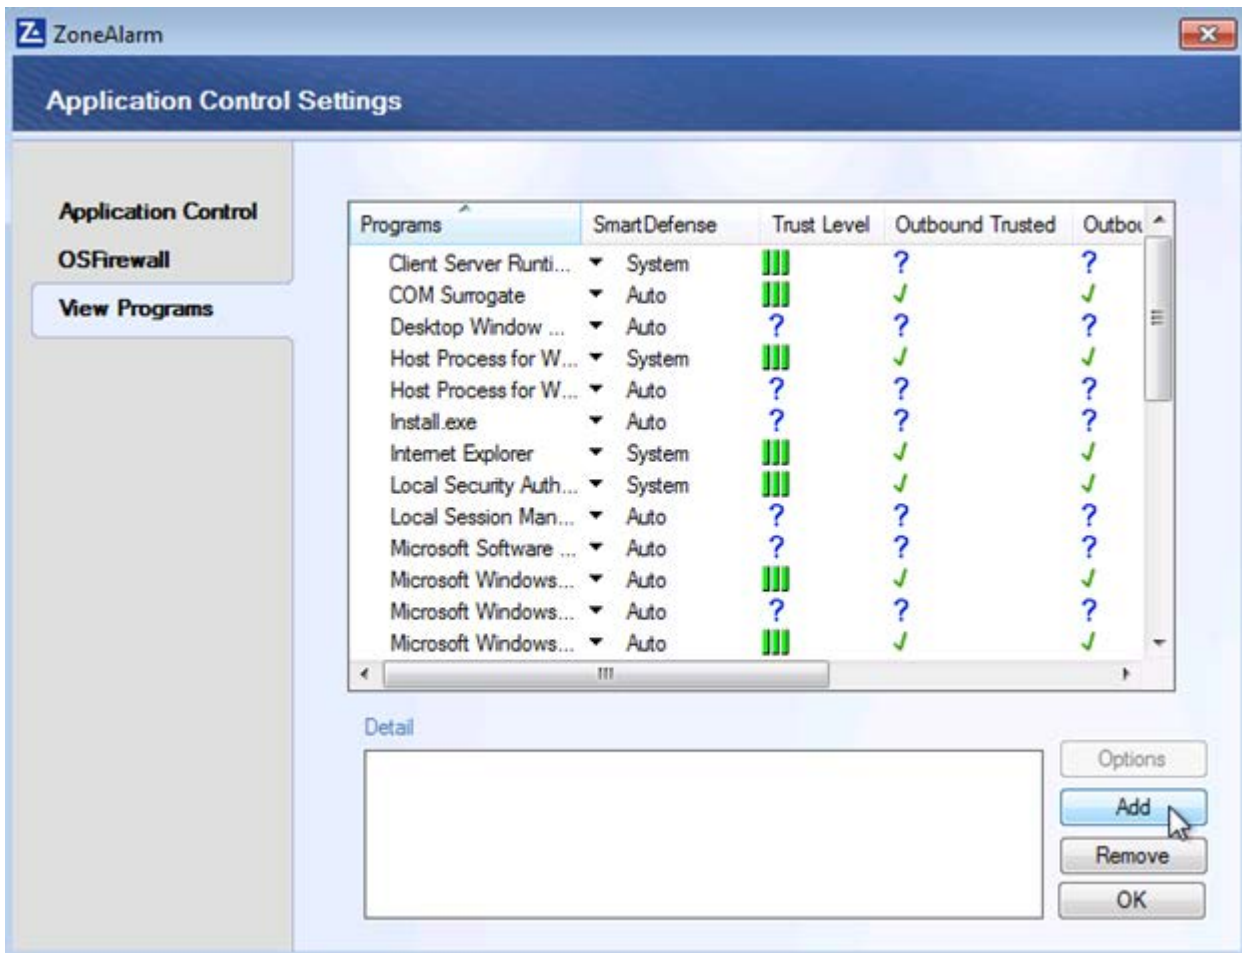 ZoneAlarm
Application Control Settings
Application Control
OSFirewall
View Programs
Programs SmartDefense Trust Level Outbound Trusted Outbou
Client Server Runti... System ? ?
COM Surrogate Auto
Desktop Window ... Auto ? ? ?
Host Process for W... System
Host Process for W... Auto ? ? ?
Install.exe Auto ? ? ?
Internet Explorer System
Local Security Auth... System
Local Session Man... Auto ? ? ?
Microsoft Software ... Auto ? ? ?
Microsoft Windows... Auto
Microsoft Windows... Auto ? ? ?
Microsoft Windows... Auto
Detail
Options
Add
Remove
OK